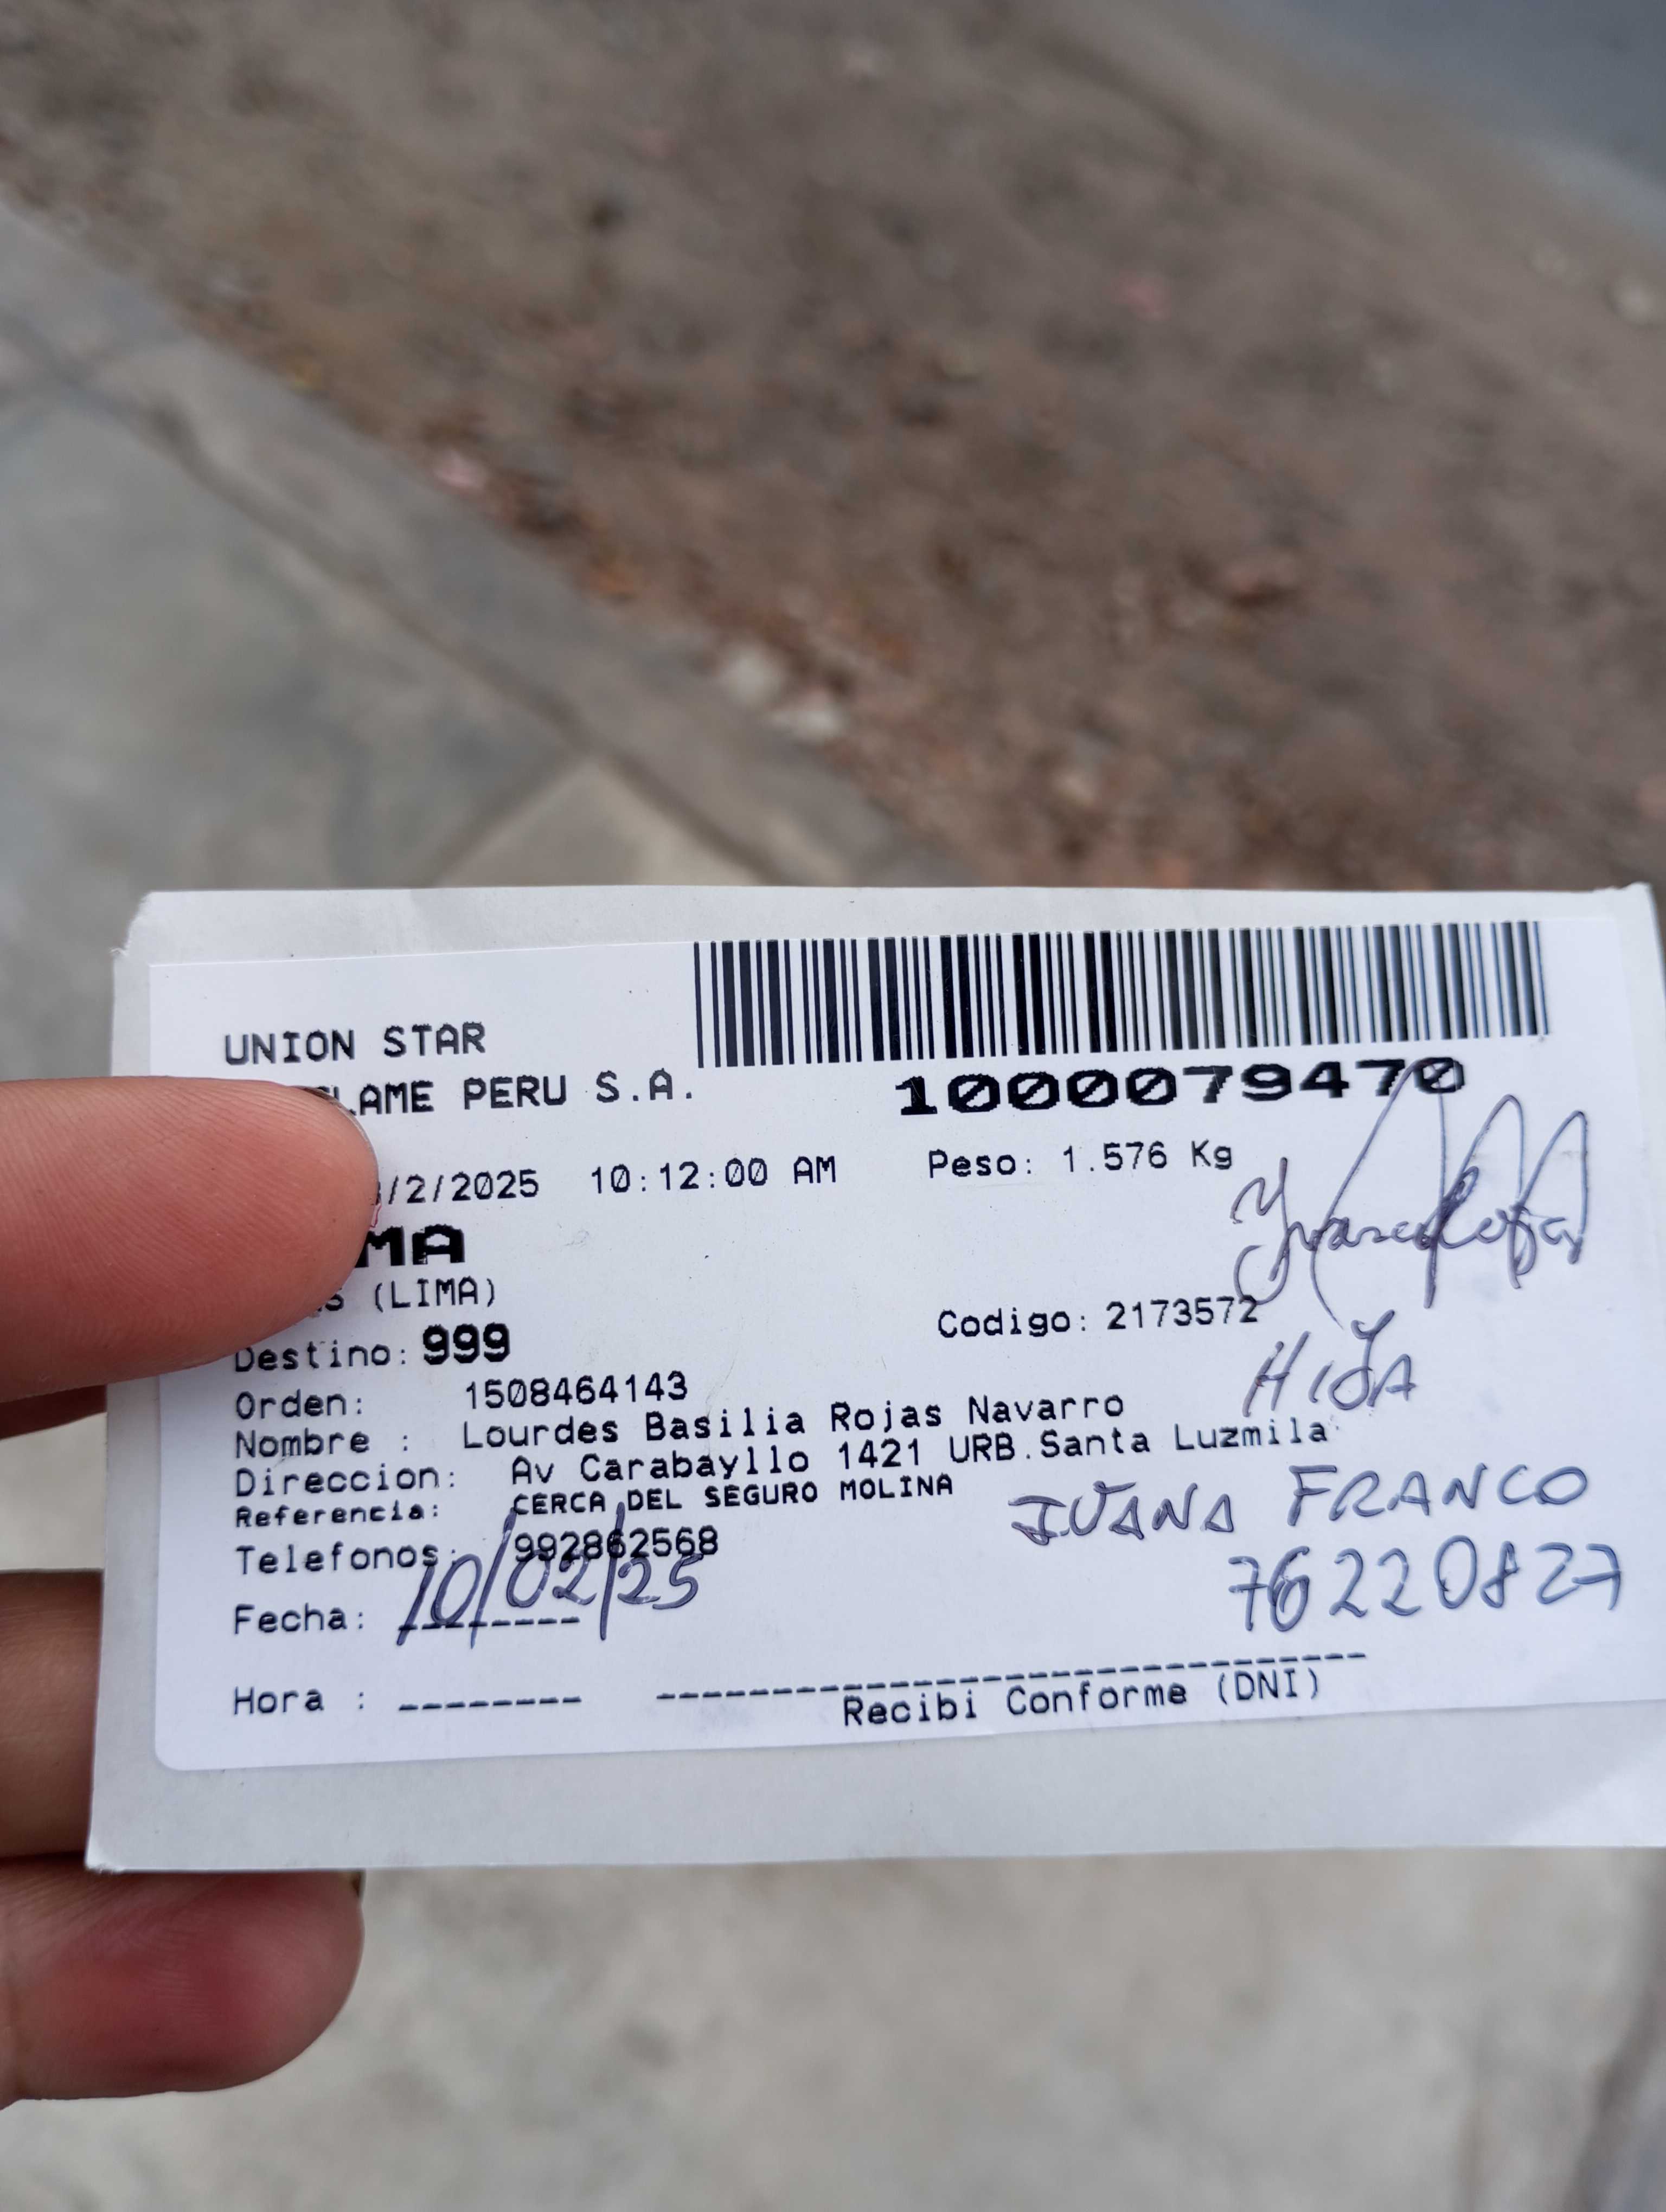 UNION STAR
LAME PERU S.A.
1000079470
/2/2025 10:12:00 AM Peso: 1.576 Kg
MA
S (LIMA)
Destino: 999
Codigo: 2173572
HIJA
Orden: 1508464143
Nombre : Lourdes Basilia Rojas Navarro
Direccion: Av Carabayllo 1421 URB.Santa Luzmila
Referencia: CERCA DEL SEGURO MOLINA
Telefonos: 992862568
FRANCO
76220827
Fecha: 10/02/25
Hora :
Recibi Conforme (DNI)